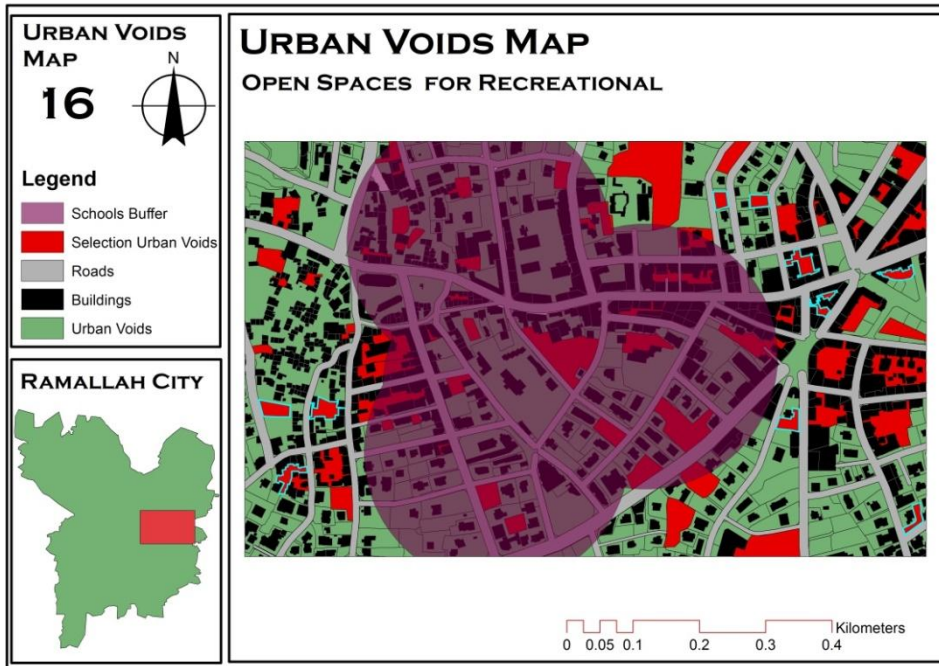 URBAN VOIDS
MAP
16
N
Legend
Schools Buffer
Selection Urban Voids
Roads
Buildings
Urban Voids
RAMALLAH CITY
URBAN VOIDS MAP
OPEN SPACES FOR RECREATIONAL
Kilometers
0 0.05 0.1 0.2 0.3 0.4